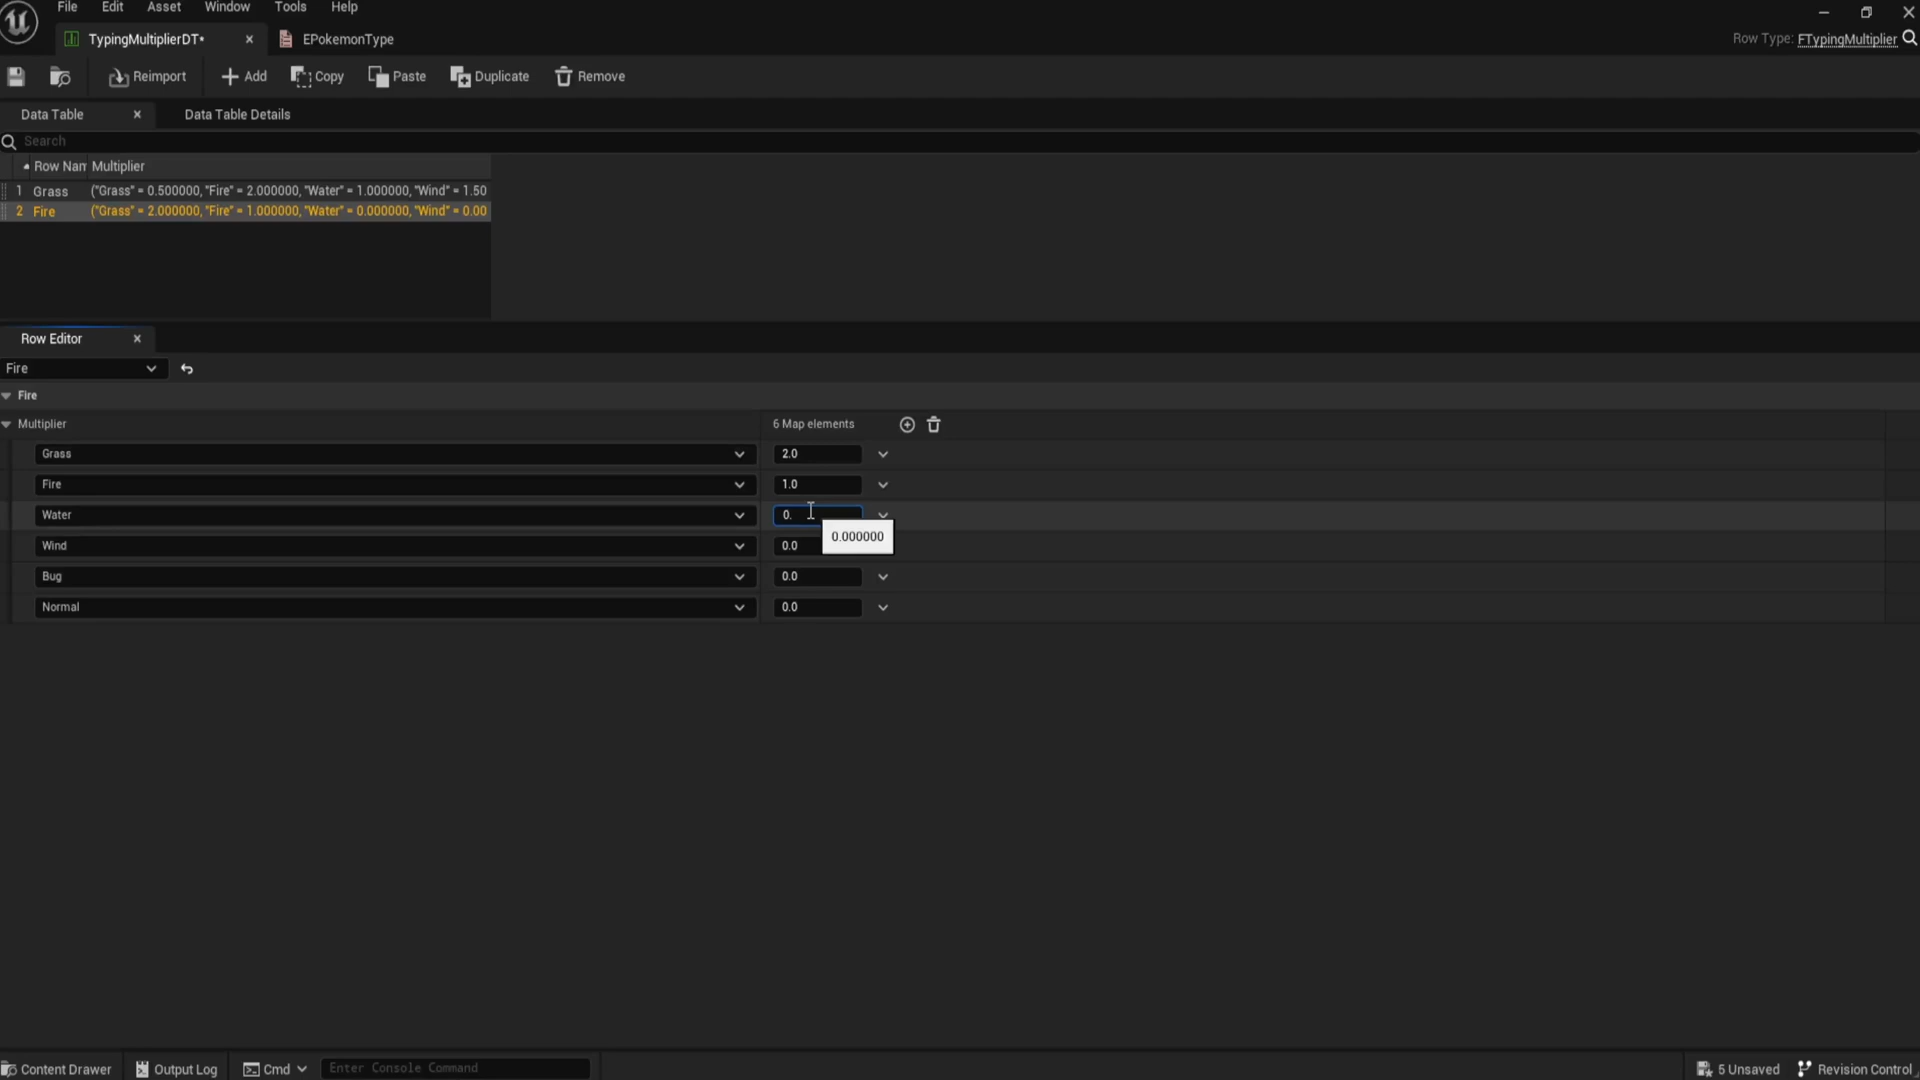 File Edit Asset Window Tools Help
TypingMultiplierDT* EPokemonType
Row Type: FTypingMultiplier
Reimport Add Copy Paste Duplicate Remove
Data Table Data Table Details
Search
Row Nam Multiplier
1 Grass ("Grass" = 0.500000, "Fire" = 2.000000, "Water" = 1.000000, "Wind" = 1.50
2 Fire ("Grass" = 2.000000, "Fire" = 1.000000, "Water" = 0.000000, "Wind" = 0.00
Row Editor
Fire
Fire
Multiplier 6 Map elements
Grass 2.0
Fire 1.0
Water 0.
0.000000
Wind 0.0
Bug 0.0
Normal 0.0
Content Drawer Output Log Cmd Enter Console Command 5 Unsaved Revision Control